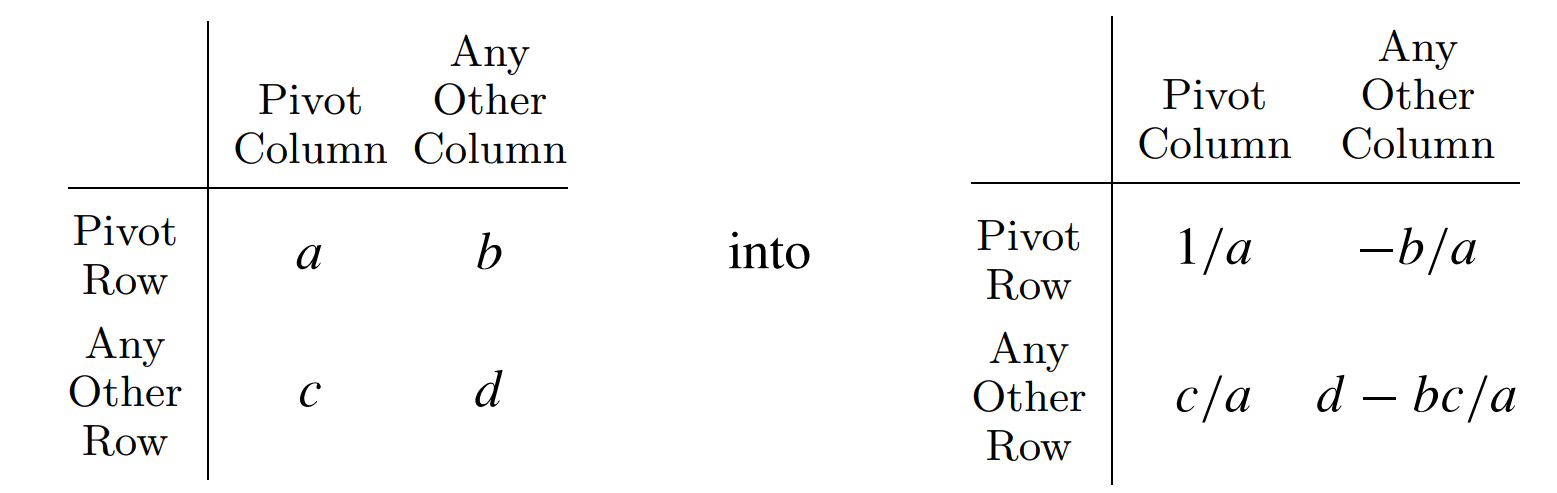 Pivot Column Any Other Column
Pivot Row a b
Any Other Row c d
into
Pivot Column Any Other Column
Pivot Row 1/a −b/a
Any Other Row c/a d − bc/a